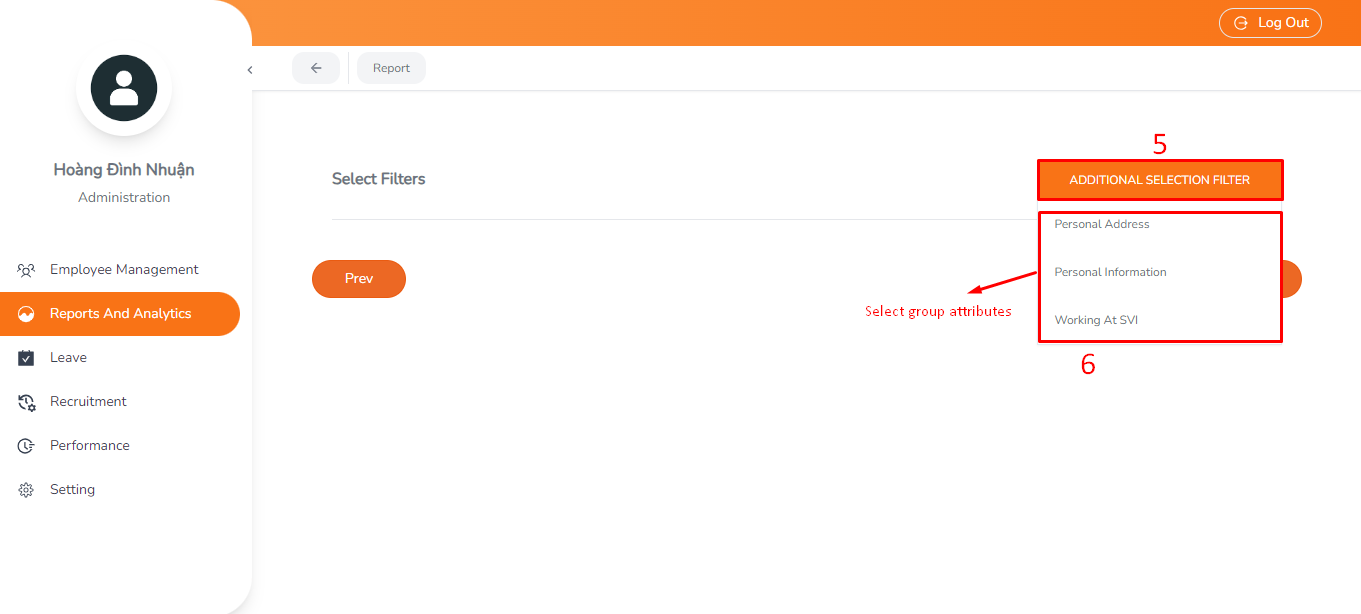 Log Out
Report
Hoàng Đình Nhuận
Administration
Employee Management
Reports And Analytics
Leave
Recruitment
Performance
Setting
Select Filters
5
ADDITIONAL SELECTION FILTER
Personal Address
Personal Information
Working At SVI
Prev
Select group attributes
6